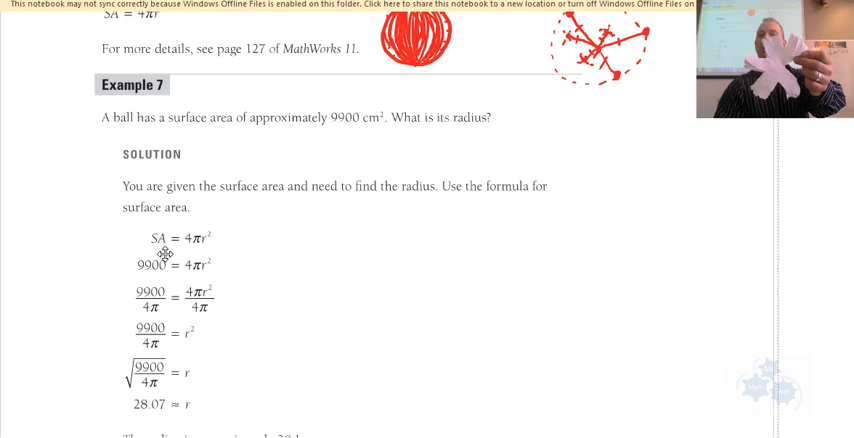 This notebook may not sync correctly because Windows Offline Files is enabled on this folder. Click here to share this notebook to a new location or turn off Windows Offline Files on
SA = 4πr
For more details, see page 127 of MathWorks 11.
Example 7
A ball has a surface area of approximately 9900 cm². What is its radius?
SOLUTION
You are given the surface area and need to find the radius. Use the formula for
surface area.
SA = 4πr²
9900 = 4πr²
9900/4π = 4πr²/4π
9900/4π = r²
√(9900/4π) = r
28.07 ≈ r